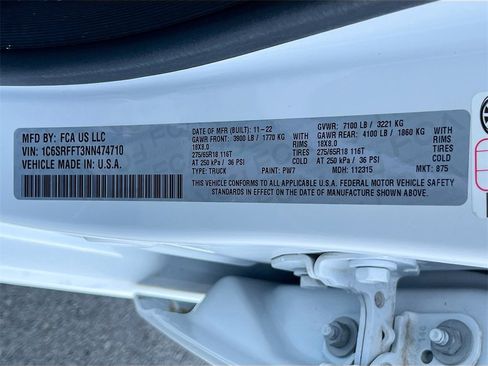 MFD BY: FCA US LLC
VIN: 1C6SRFFT3NN474710
VEHICLE MADE IN: U.S.A.
DATE OF MFR (BUILT): 11-22
GVWR: 7100 LB / 3221 KG
GAWR FRONT: 3900 LB / 1770 KG
GAWR REAR: 4100 LB / 1860 KG
18X8.0 RIMS
18X8.0 RIMS
275/65R18 116T TIRES
275/65R18 116T TIRES
AT 250 kPa / 36 PSI
AT 250 kPa / 36 PSI
TYPE: TRUCK PAINT: PW7 MDH: 112315 MKT: 875
THIS VEHICLE CONFORMS TO ALL APPLICABLE U.S.A. FEDERAL MOTOR VEHICLE SAFETY
STANDARDS IN EFFECT ON THE DATE OF MANUFACTURE SHOWN ABOVE.